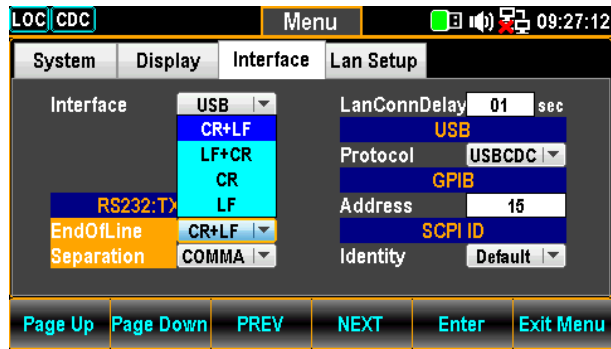 LOC CDC Menu 09:27:12
System Display Interface Lan Setup
Interface USB LanConnDelay 01 sec
CR+LF USB
LF+CR Protocol USBCDC
CR GPIB
RS232:TX LF Address 15
EndOfLine CR+LF SCPI ID
Separation COMMA Identity Default
Page Up Page Down PREV NEXT Enter Exit Menu